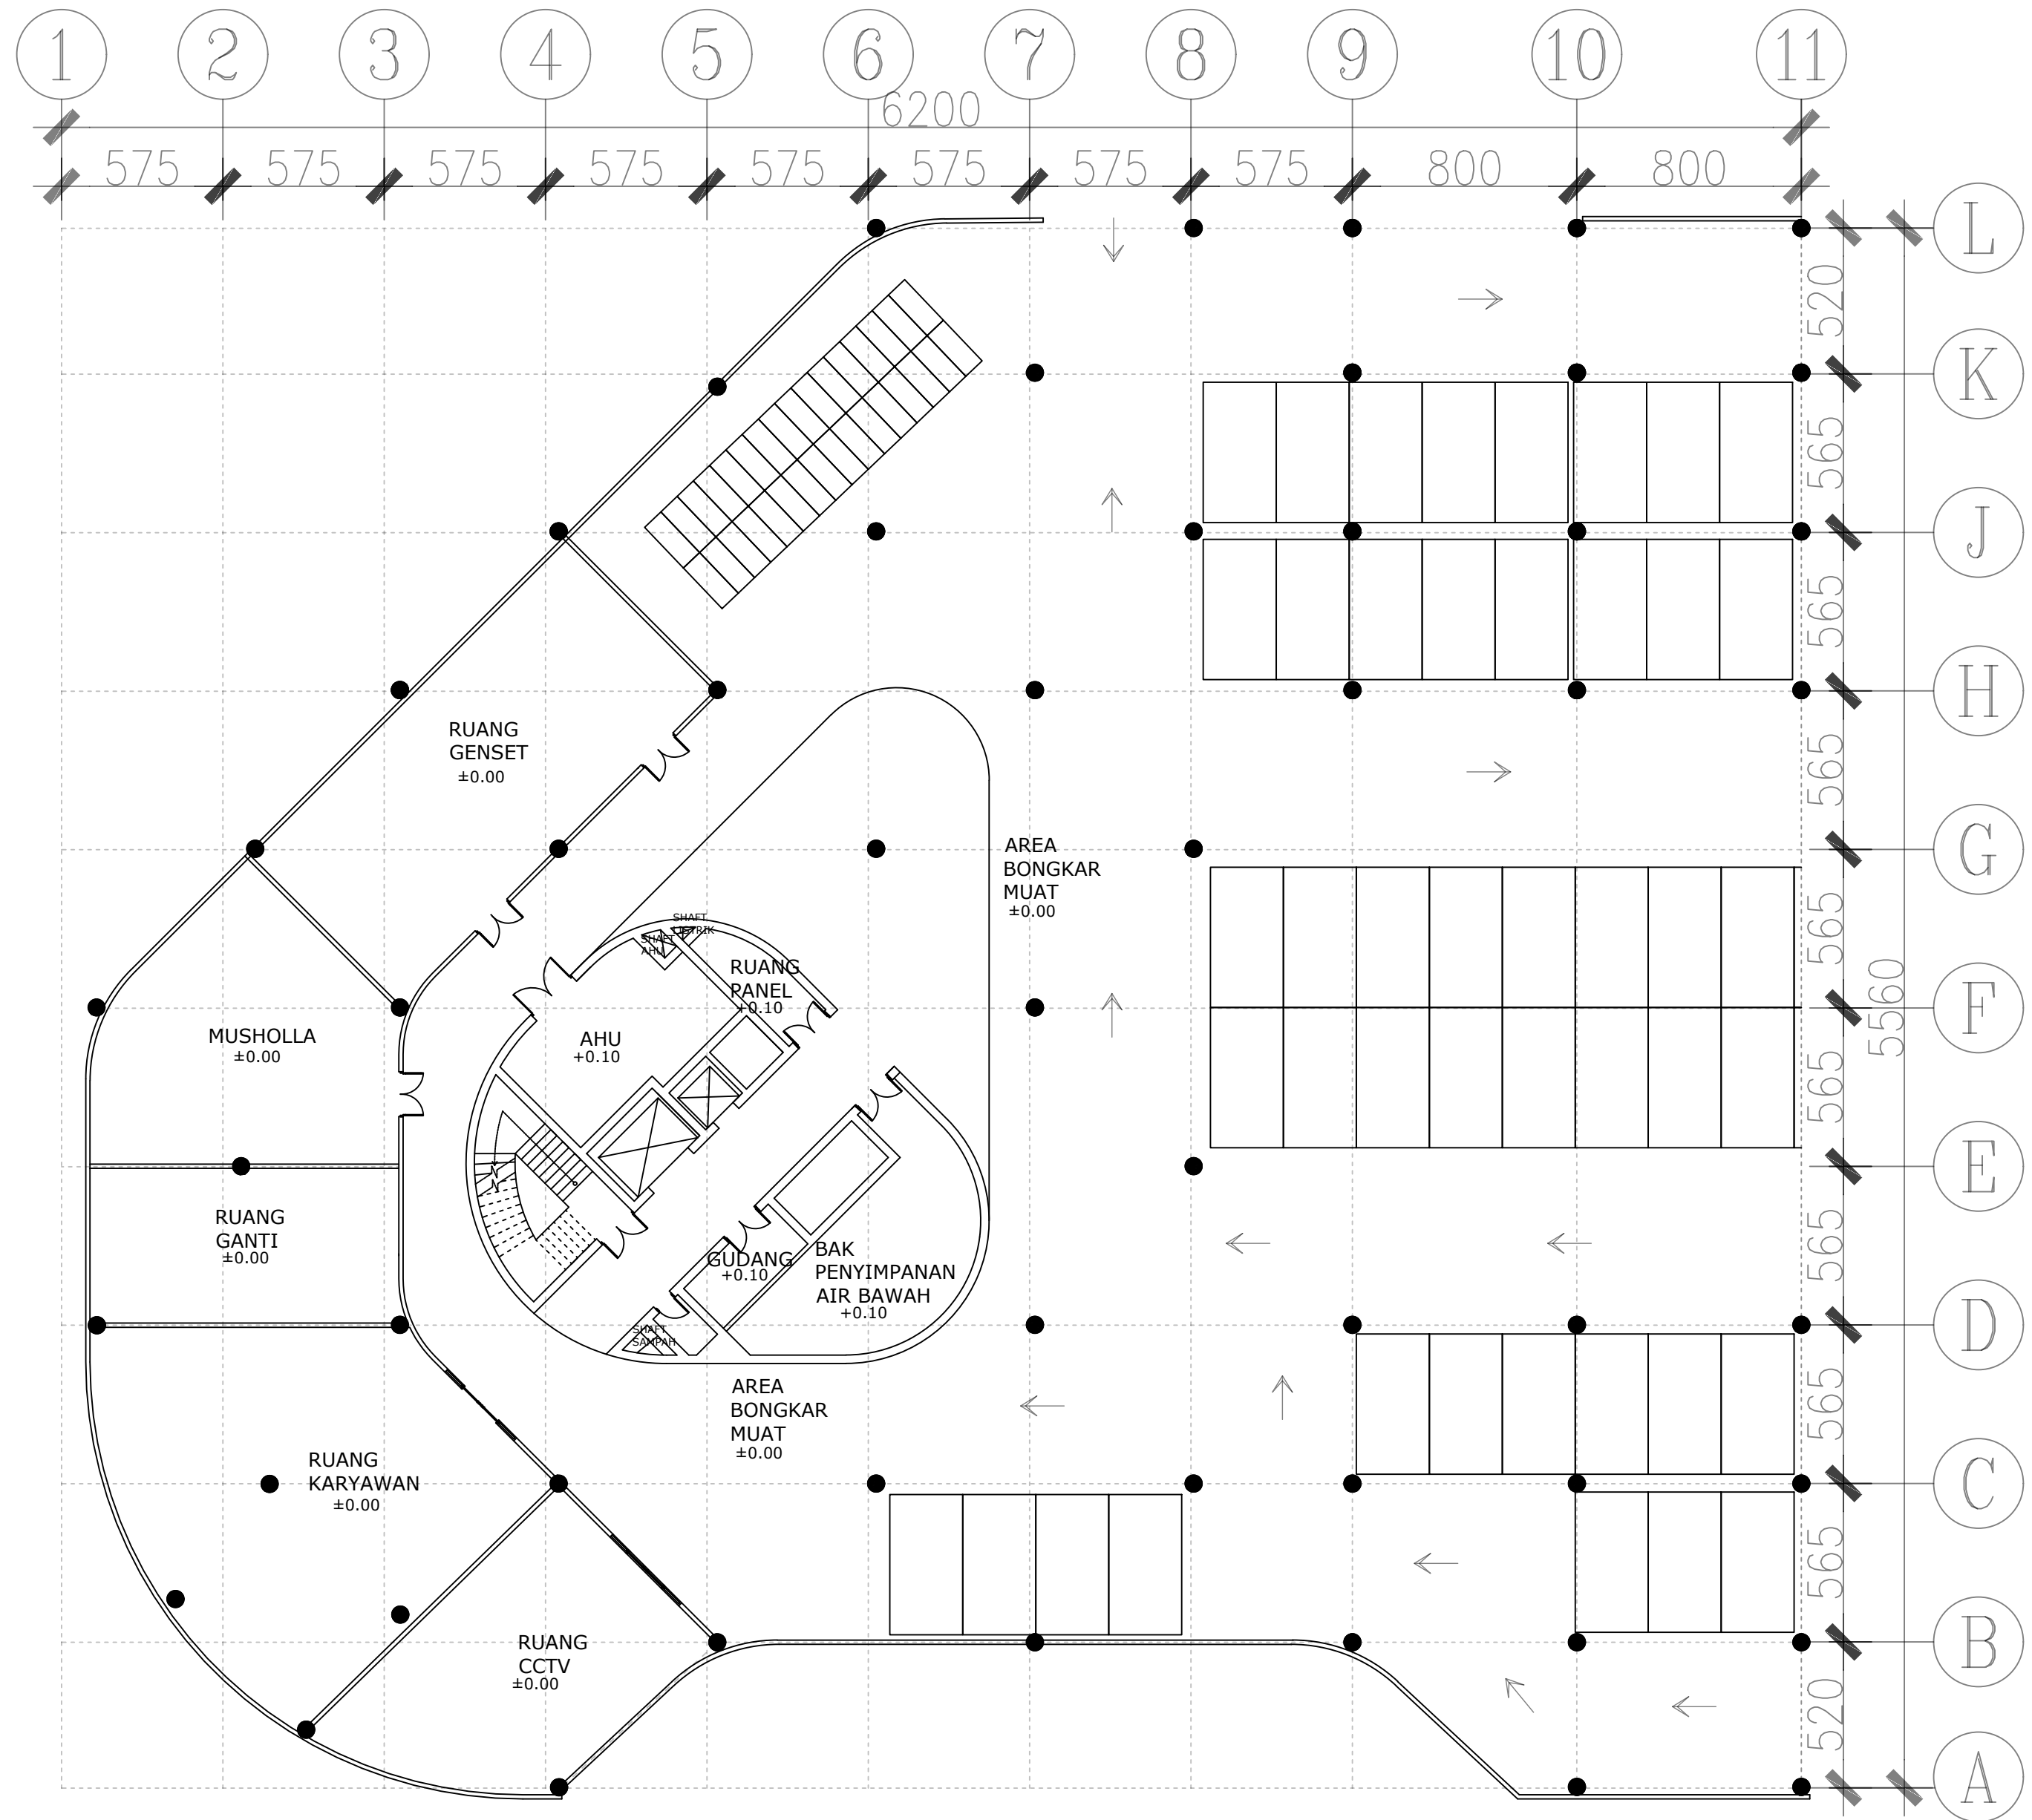 1 2 3 4 5 6 7 8 9 10 11
6200
575 575 575 575 575 575 575 575 800 800
L
520
K
565
J
565
H
565
G
565
F
565
E
565
D
565
C
565
B
520
A
5560
RUANG
GENSET
±0.00
AREA
BONGKAR
MUAT
±0.00
SHAFT
LISTRIK
SHAFT
AHU
RUANG
PANEL
+0.10
AHU
+0.10
MUSHOLLA
±0.00
RUANG
GANTI
±0.00
GUDANG
+0.10
BAK
PENYIMPANAN
AIR BAWAH
+0.10
SHAFT
SAMPAH
AREA
BONGKAR
MUAT
±0.00
RUANG
KARYAWAN
±0.00
RUANG
CCTV
±0.00